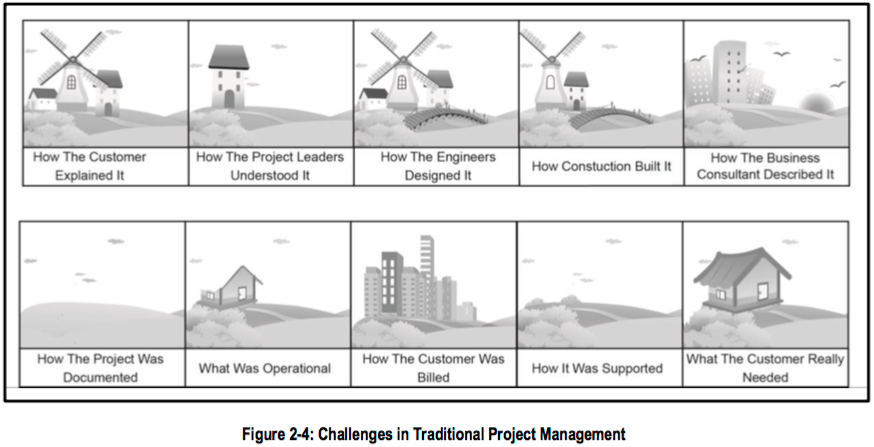 How The Customer
Explained It
How The Project Leaders
Understood It
How The Engineers
Designed It
How Constuction Built It
How The Business
Consultant Described It
How The Project Was
Documented
What Was Operational
How The Customer Was
Billed
How It Was Supported
What The Customer Really
Needed
Figure 2-4: Challenges in Traditional Project Management